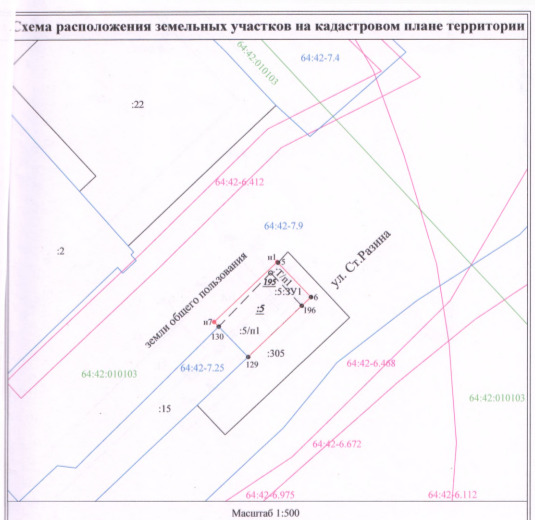 Схема расположения земельных участков на кадастровом плане территории
64:42:010103
64:42-7.4
:22
64:42-6.412
64:42-7.9
:2
ул. Ст.Разина
земли общего пользования
н1
5
:Т/п1
195
:5:ЗУ1
6
:5
196
н7
130
:5/п1
129
:305
64:42-7.25
64:42:010103
64:42-6.468
:15
64:42:010103
64:42-6.672
64:42-6.975
64:42-6.112
Масштаб 1:500